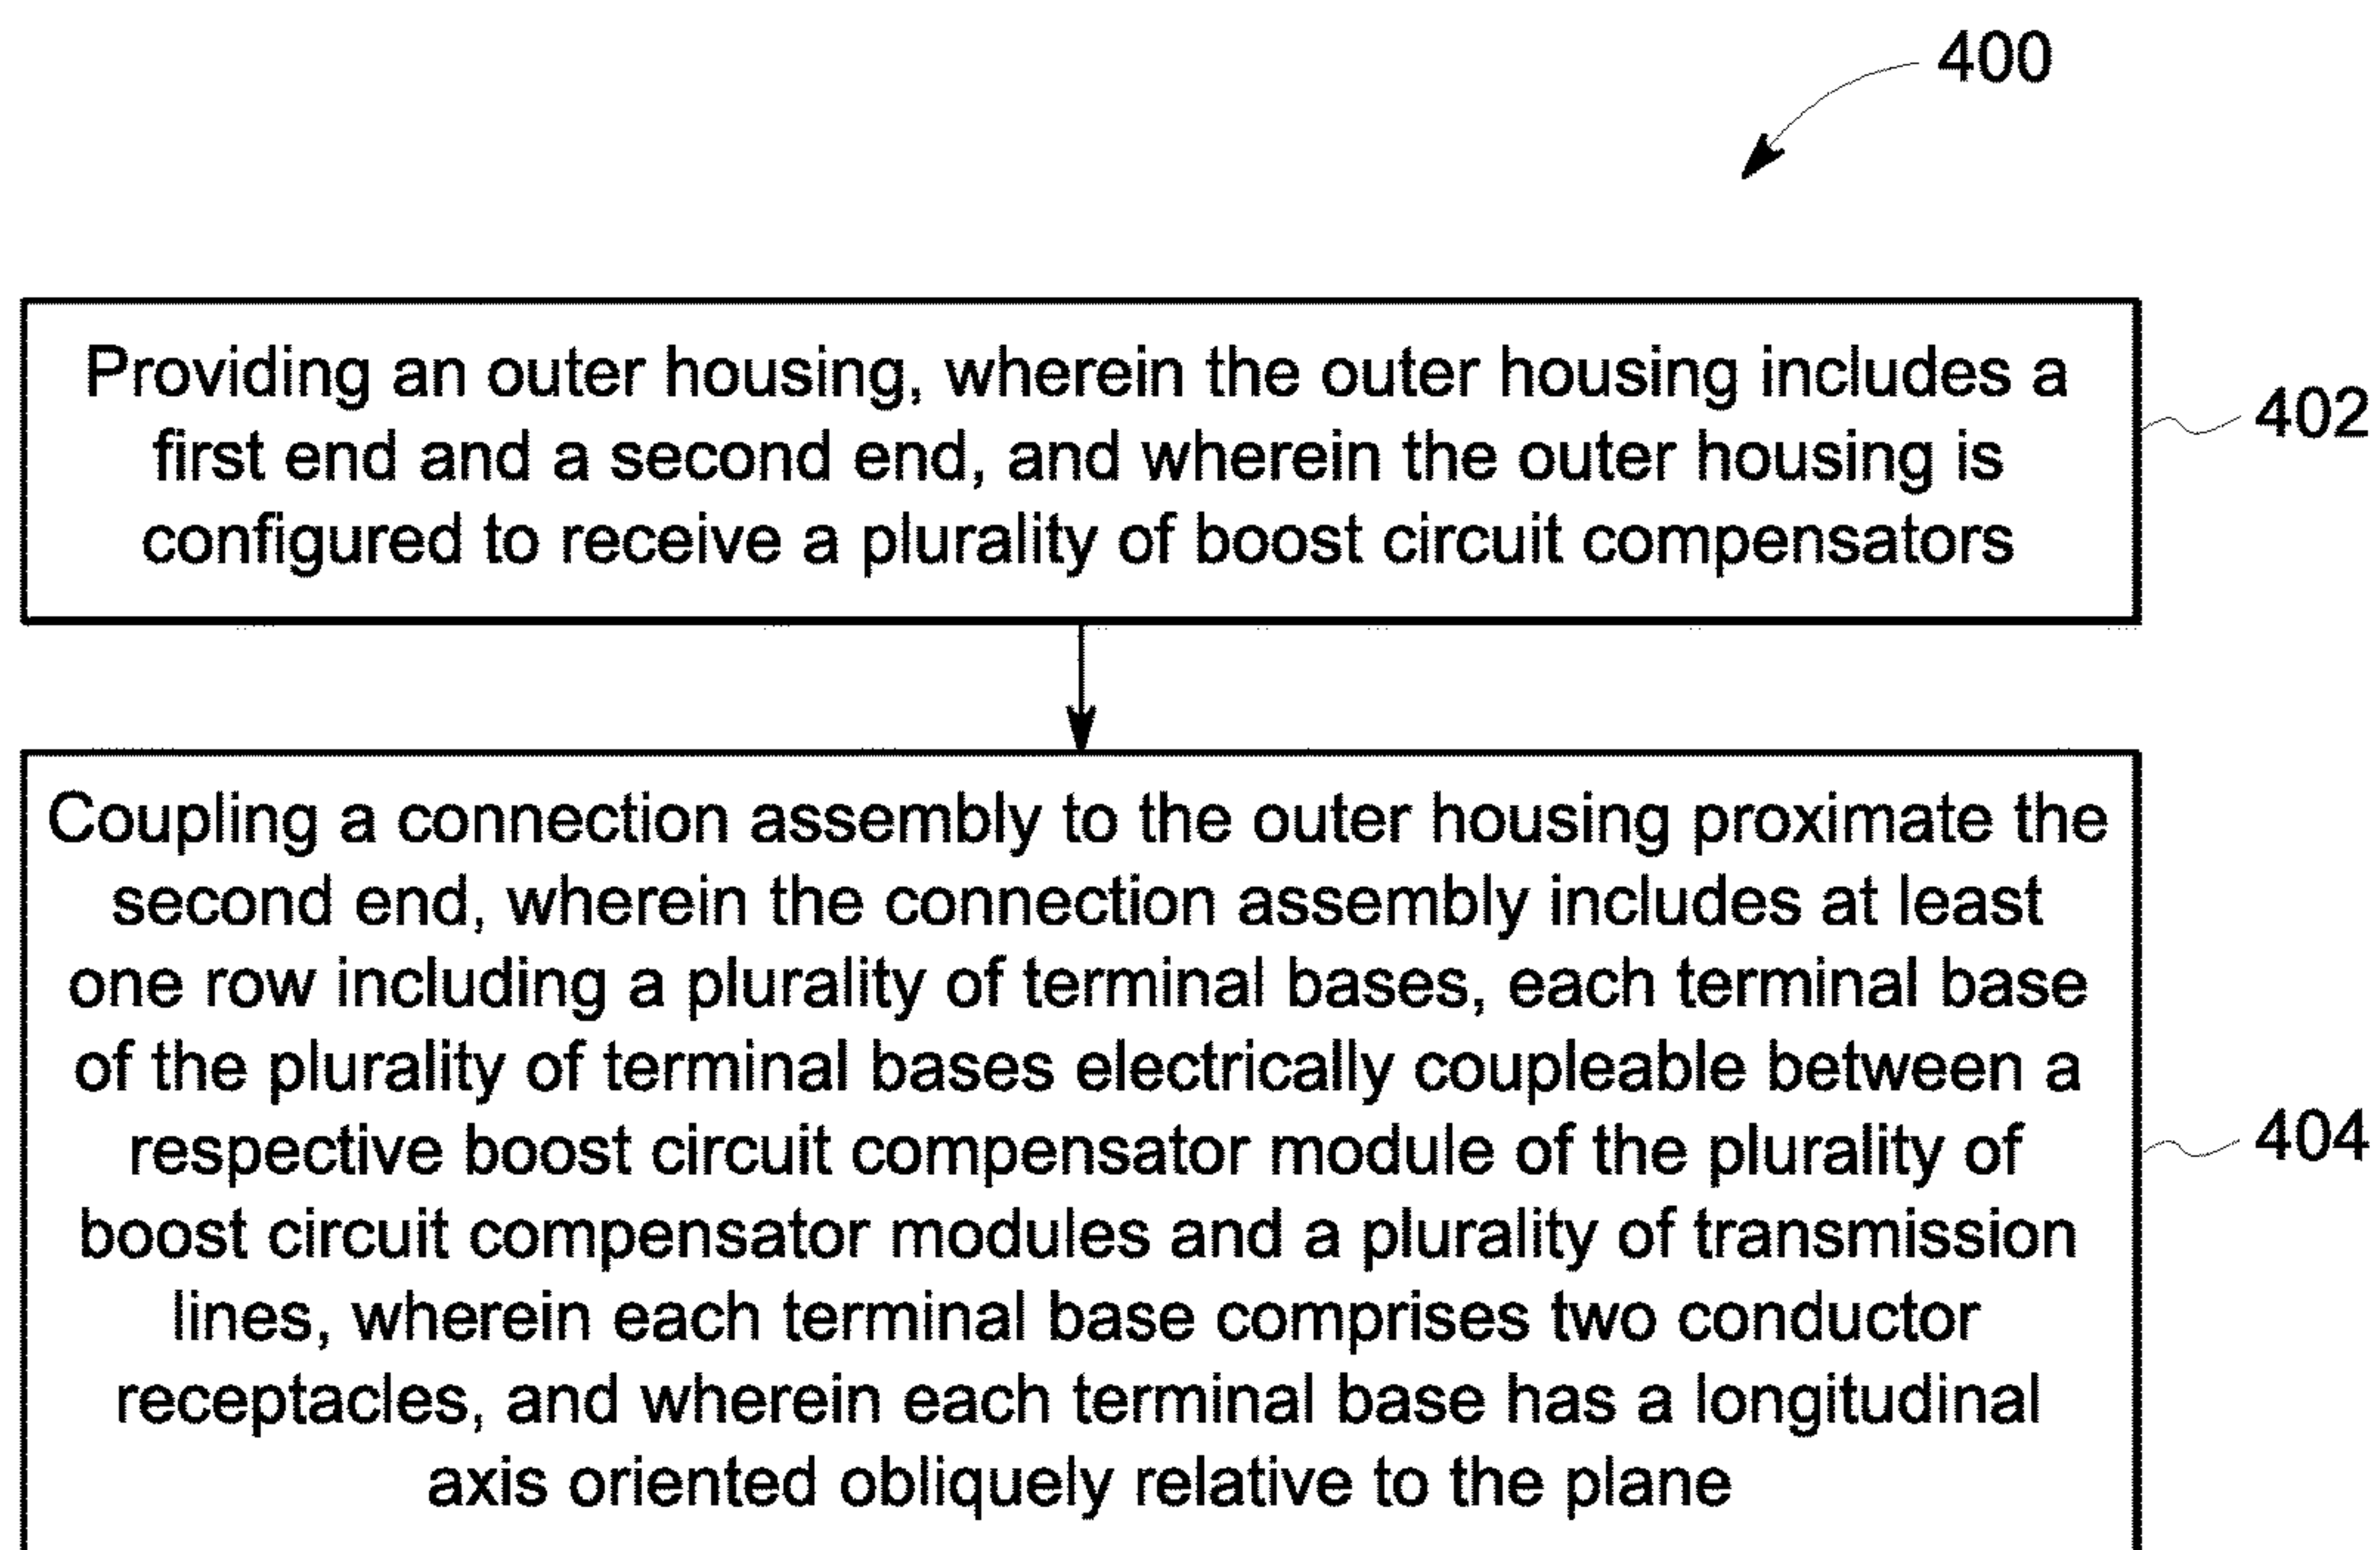 400
Providing an outer housing, wherein the outer housing includes a
first end and a second end, and wherein the outer housing is
configured to receive a plurality of boost circuit compensators
402
Coupling a connection assembly to the outer housing proximate the
second end, wherein the connection assembly includes at least
one row including a plurality of terminal bases, each terminal base
of the plurality of terminal bases electrically coupleable between a
respective boost circuit compensator module of the plurality of
boost circuit compensator modules and a plurality of transmission
lines, wherein each terminal base comprises two conductor
receptacles, and wherein each terminal base has a longitudinal
axis oriented obliquely relative to the plane
404